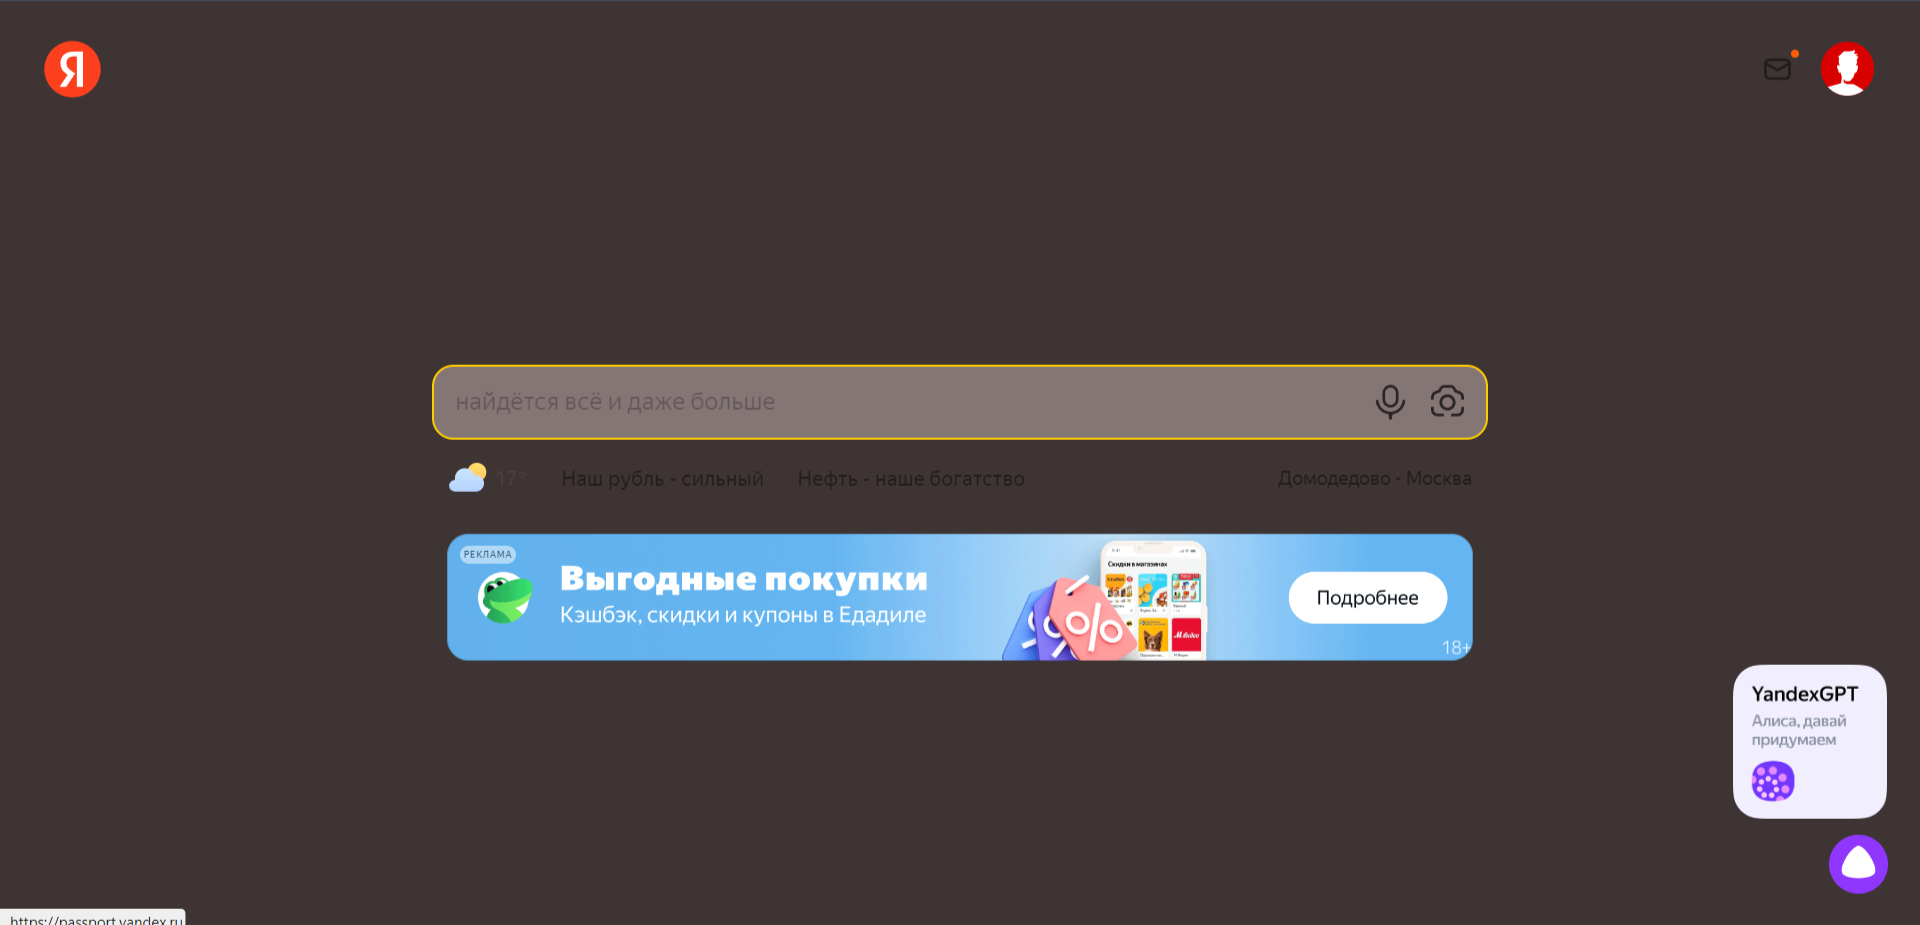 Я
найдётся всё и даже больше
17°
Наш рубль - сильный
Нефть - наше богатство
Домодедово - Москва
РЕКЛАМА
Выгодные покупки
Кэшбэк, скидки и купоны в Едадиле
Скидки в магазинах
%
М.Видео
Подробнее
18+
YandexGPT
Алиса, давай
придумаем
https://passport.yandex.ru